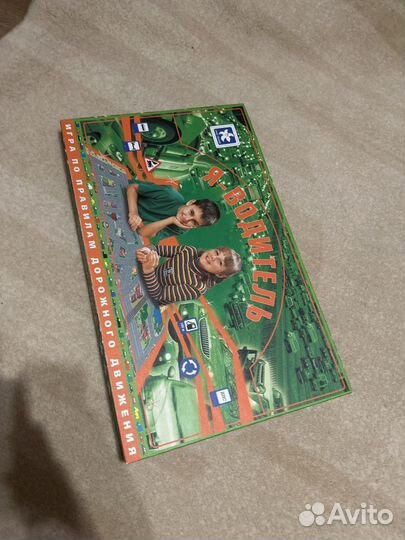 Я ВОДИТЕЛЬ
ИГРА ПО ПРАВИЛАМ ДОРОЖНОГО ДВИЖЕНИЯ
Avito